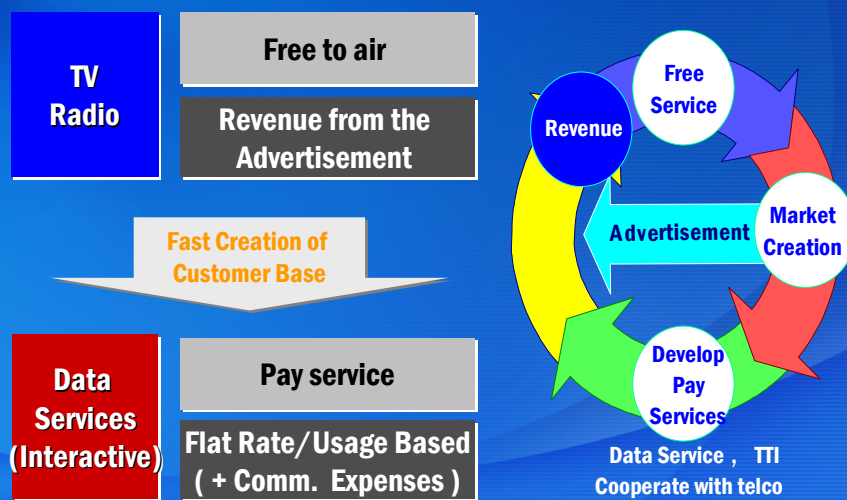 TV
Radio
Free to air
Revenue from the
Advertisement
Fast Creation of
Customer Base
Data
Services
(Interactive)
Pay service
Flat Rate/Usage Based
( + Comm. Expenses )
Free
Service
Revenue
Advertisement
Market
Creation
Develop
Pay
Services
Data Service , TTI
Cooperate with telco